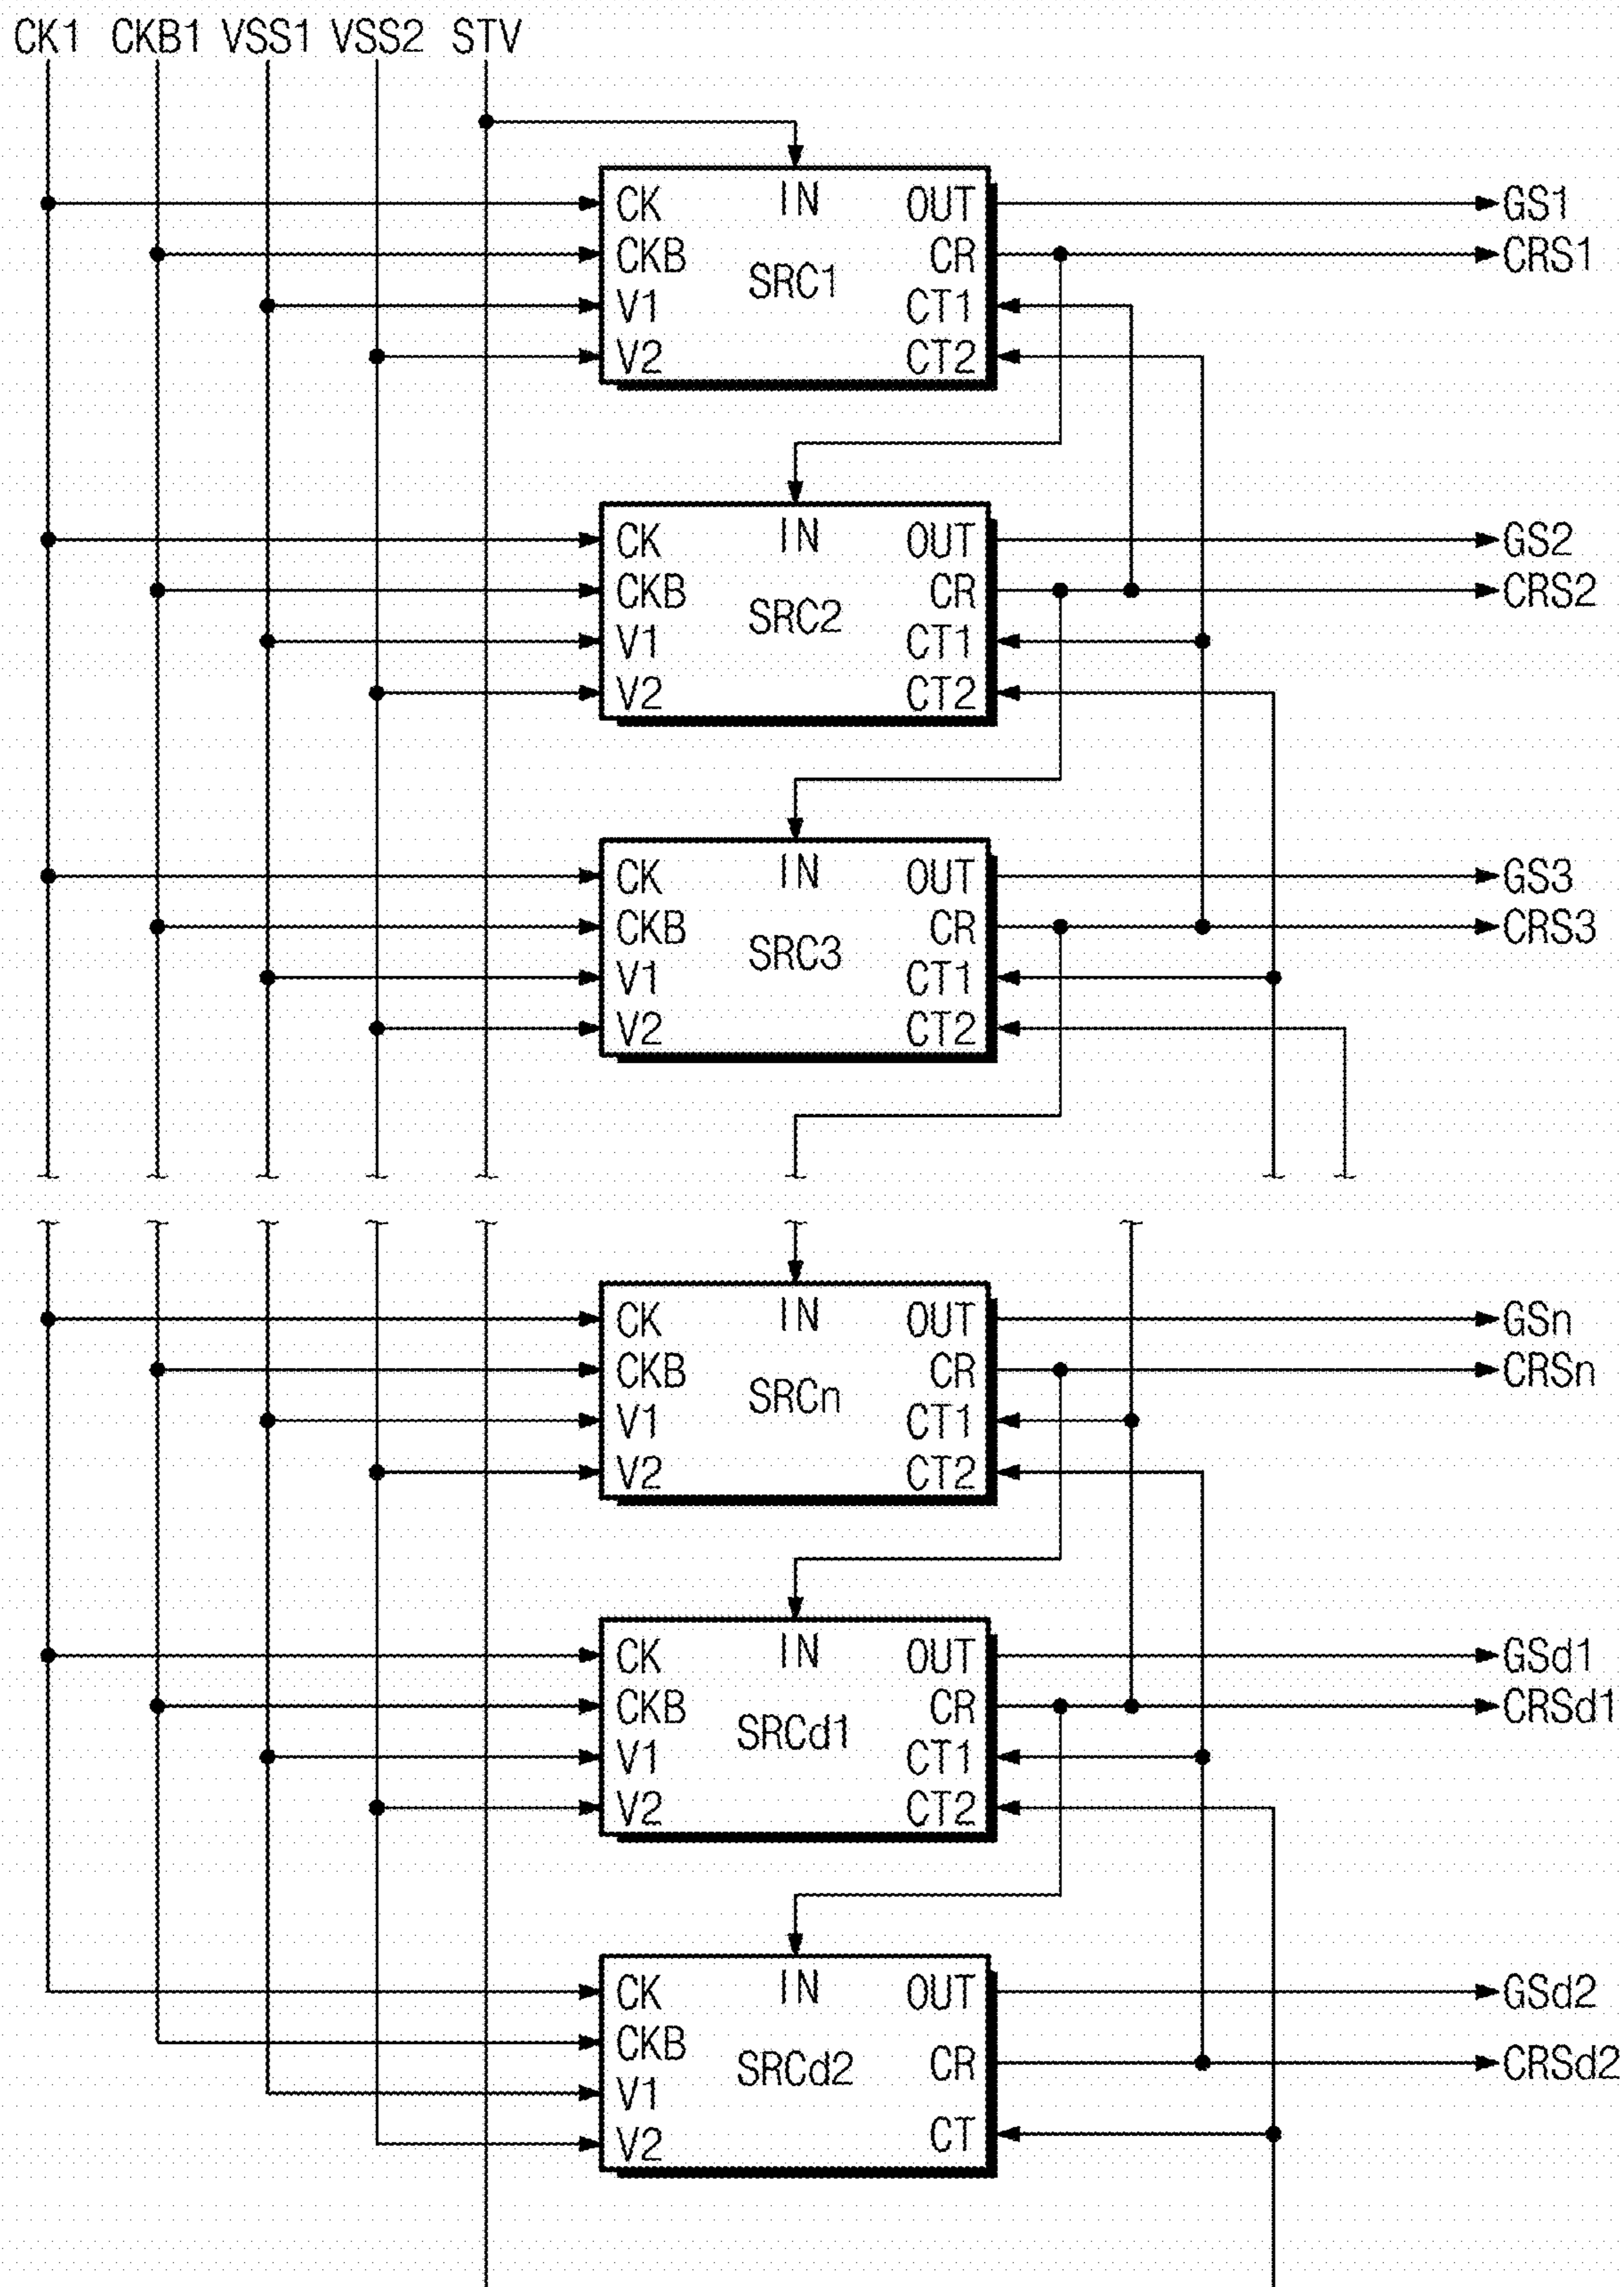 CK1 CKB1 VSS1 VSS2 STV
CK IN OUT GS1
CKB CR CRS1
SRC1
V1 CT1
V2 CT2
CK IN OUT GS2
CKB CR CRS2
SRC2
V1 CT1
V2 CT2
CK IN OUT GS3
CKB CR CRS3
SRC3
V1 CT1
V2 CT2
CK IN OUT GSn
CKB CR CRSn
SRCn
V1 CT1
V2 CT2
CK IN OUT GSd1
CKB CR CRSd1
SRCd1
V1 CT1
V2 CT2
CK IN OUT GSd2
CKB
SRCd2 CR CRSd2
V1
V2 CT